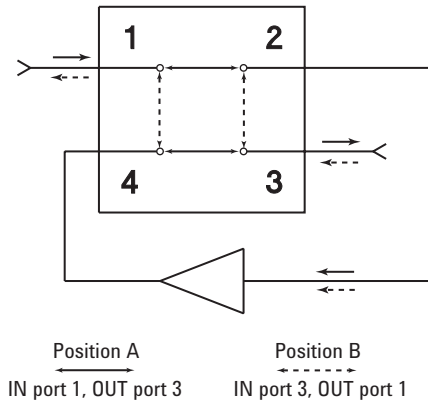 1 2
4 3
Position A
IN port 1, OUT port 3
Position B
IN port 3, OUT port 1